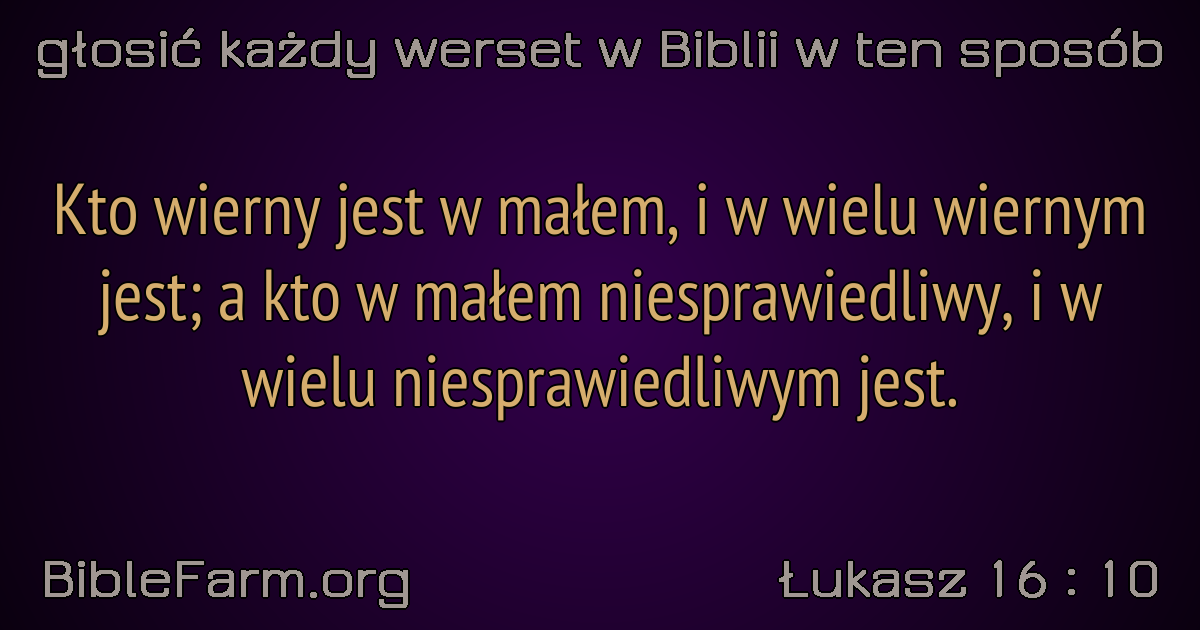 głosić każdy werset w Biblii w ten sposób
Kto wierny jest w małem, i w wielu wiernym
jest; a kto w małem niesprawiedliwy, i w
wielu niesprawiedliwym jest.
BibleFarm.org
Łukasz 16 : 10